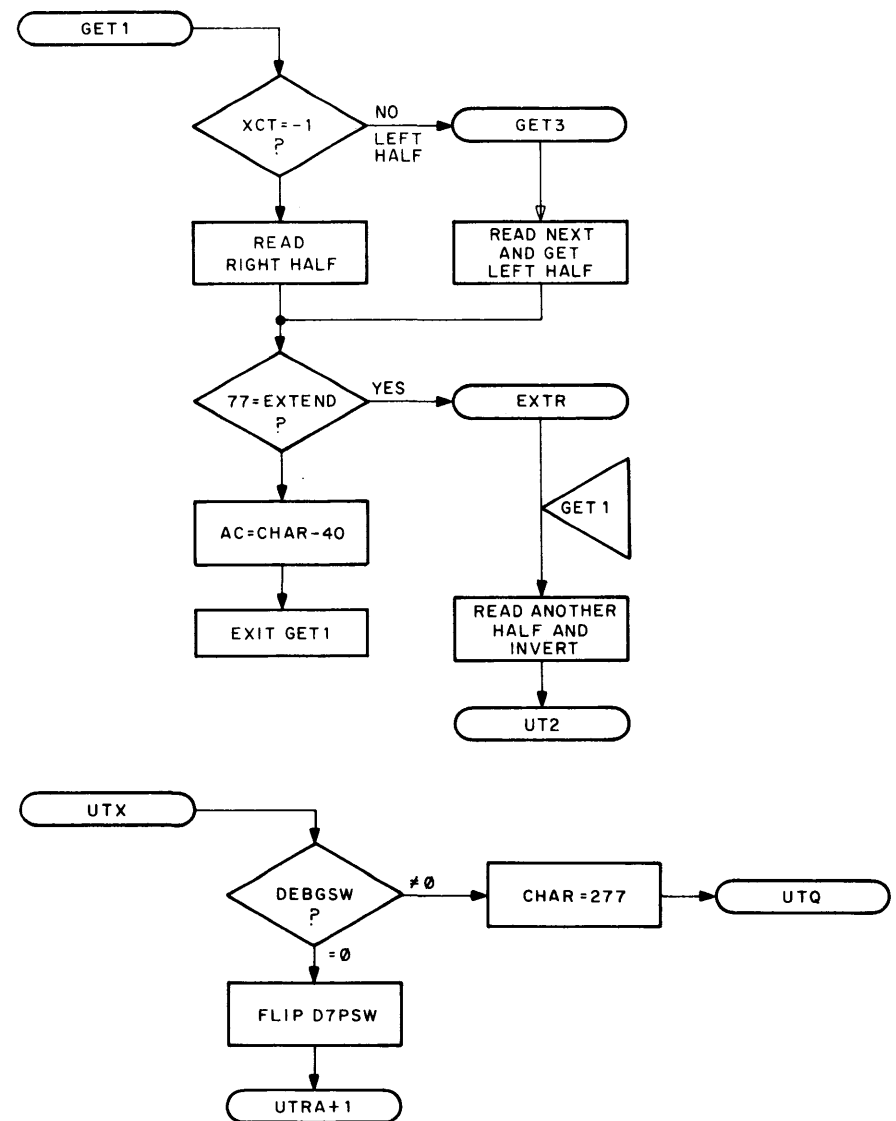 GET1
XCT=-1
?
NO
LEFT
HALF
GET3
READ
RIGHT HALF
READ NEXT
AND GET
LEFT HALF
77=EXTEND
?
YES
EXTR
GET1
AC=CHAR-40
READ ANOTHER
HALF AND
INVERT
EXIT GET1
UT2
UTX
DEBGSW
?
≠Ø
CHAR=277
UTQ
=Ø
FLIP D7PSW
UTRA+1